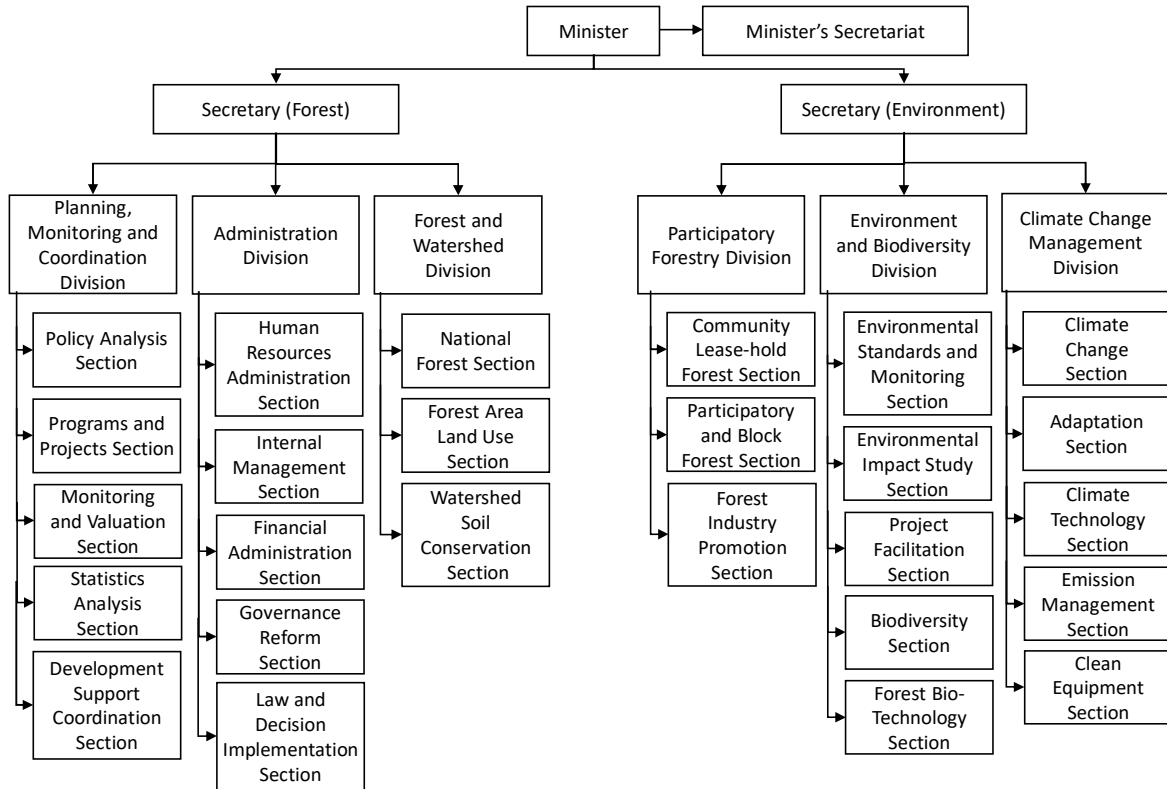 Minister
Minister’s Secretariat
Secretary (Forest)
Secretary (Environment)
Planning,
Monitoring and
Coordination
Division
Administration
Division
Forest and
Watershed
Division
Participatory
Forestry Division
Environment
and Biodiversity
Division
Climate Change
Management
Division
Policy Analysis
Section
Programs and
Projects Section
Monitoring
and Valuation
Section
Statistics
Analysis
Section
Development
Support
Coordination
Section
Human
Resources
Administration
Section
Internal
Management
Section
Financial
Administration
Section
Governance
Reform
Section
Law and
Decision
Implementation
Section
National
Forest Section
Forest Area
Land Use
Section
Watershed
Soil
Conservation
Section
Community
Lease-hold
Forest Section
Participatory
and Block
Forest Section
Forest
Industry
Promotion
Section
Environmental
Standards and
Monitoring
Section
Environmental
Impact Study
Section
Project
Facilitation
Section
Biodiversity
Section
Forest Bio-
Technology
Section
Climate
Change
Section
Adaptation
Section
Climate
Technology
Section
Emission
Management
Section
Clean
Equipment
Section